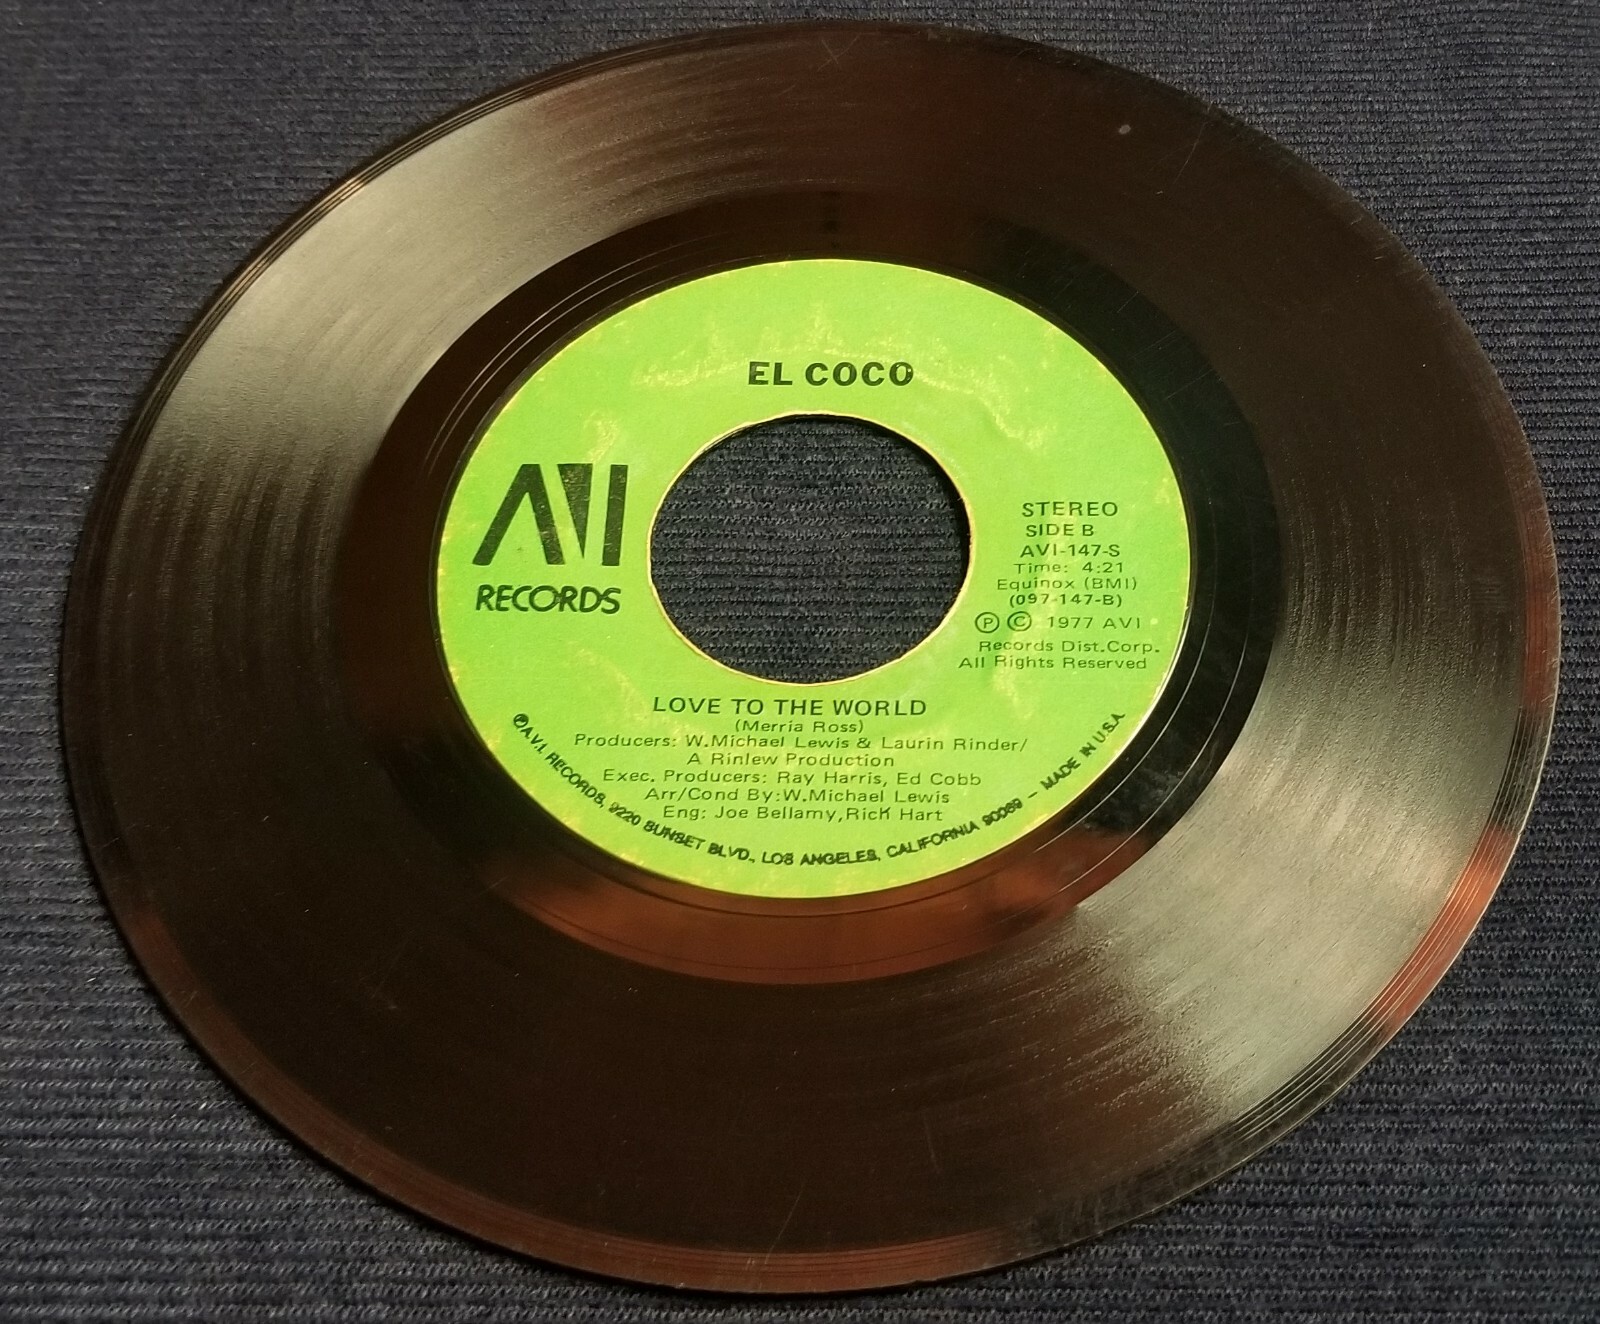 EL COCO
AVI
RECORDS
STEREO
SIDE B
AVI-147-S
Time: 4:21
Equinox (BMI)
(097-147-B)
Ⓟ © 1977 AVI
Records Dist.Corp.
All Rights Reserved
LOVE TO THE WORLD
(Merria Ross)
Producers: W.Michael Lewis & Laurin Rinder/
A Rinlew Production
Exec. Producers: Ray Harris, Ed Cobb
Arr/Cond By:W.Michael Lewis
Eng: Joe Bellamy,Rick Hart
ⓅA.V.I. RECORDS, 9220 SUNSET BLVD., LOS ANGELES, CALIFORNIA 90069 – MADE IN U.S.A.